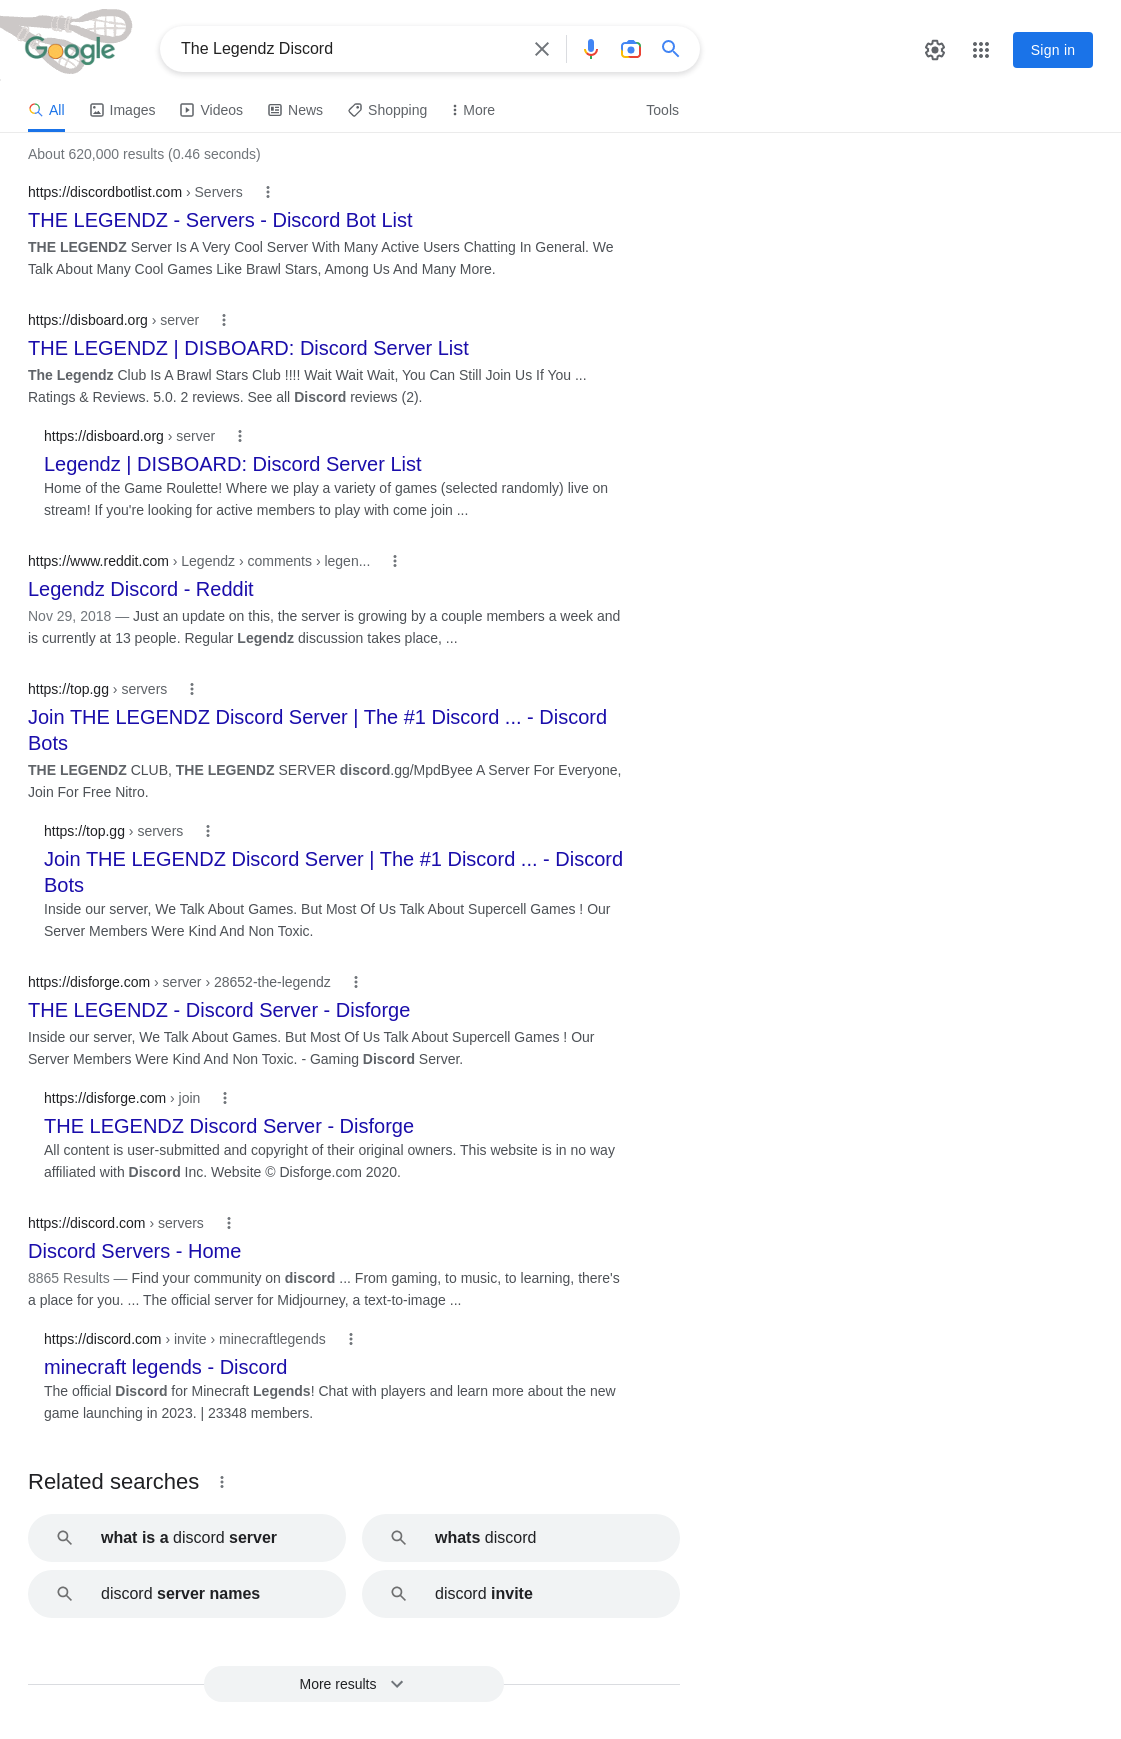 Google
The Legendz Discord
Sign in
All
Images
Videos
News
Shopping
More
Tools
About 620,000 results (0.46 seconds)
https://discordbotlist.com › Servers
THE LEGENDZ - Servers - Discord Bot List
THE LEGENDZ Server Is A Very Cool Server With Many Active Users Chatting In General. We
Talk About Many Cool Games Like Brawl Stars, Among Us And Many More.
https://disboard.org › server
THE LEGENDZ | DISBOARD: Discord Server List
The Legendz Club Is A Brawl Stars Club !!!! Wait Wait Wait, You Can Still Join Us If You ...
Ratings & Reviews. 5.0. 2 reviews. See all Discord reviews (2).
https://disboard.org › server
Legendz | DISBOARD: Discord Server List
Home of the Game Roulette! Where we play a variety of games (selected randomly) live on
stream! If you're looking for active members to play with come join ...
https://www.reddit.com › Legendz › comments › legen...
Legendz Discord - Reddit
Nov 29, 2018 — Just an update on this, the server is growing by a couple members a week and
is currently at 13 people. Regular Legendz discussion takes place, ...
https://top.gg › servers
Join THE LEGENDZ Discord Server | The #1 Discord ... - Discord
Bots
THE LEGENDZ CLUB, THE LEGENDZ SERVER discord.gg/MpdByee A Server For Everyone,
Join For Free Nitro.
https://top.gg › servers
Join THE LEGENDZ Discord Server | The #1 Discord ... - Discord
Bots
Inside our server, We Talk About Games. But Most Of Us Talk About Supercell Games ! Our
Server Members Were Kind And Non Toxic.
https://disforge.com › server › 28652-the-legendz
THE LEGENDZ - Discord Server - Disforge
Inside our server, We Talk About Games. But Most Of Us Talk About Supercell Games ! Our
Server Members Were Kind And Non Toxic. - Gaming Discord Server.
https://disforge.com › join
THE LEGENDZ Discord Server - Disforge
All content is user-submitted and copyright of their original owners. This website is in no way
affiliated with Discord Inc. Website © Disforge.com 2020.
https://discord.com › servers
Discord Servers - Home
8865 Results — Find your community on discord ... From gaming, to music, to learning, there's
a place for you. ... The official server for Midjourney, a text-to-image ...
https://discord.com › invite › minecraftlegends
minecraft legends - Discord
The official Discord for Minecraft Legends! Chat with players and learn more about the new
game launching in 2023. | 23348 members.
Related searches
what is a discord server
whats discord
discord server names
discord invite
More results